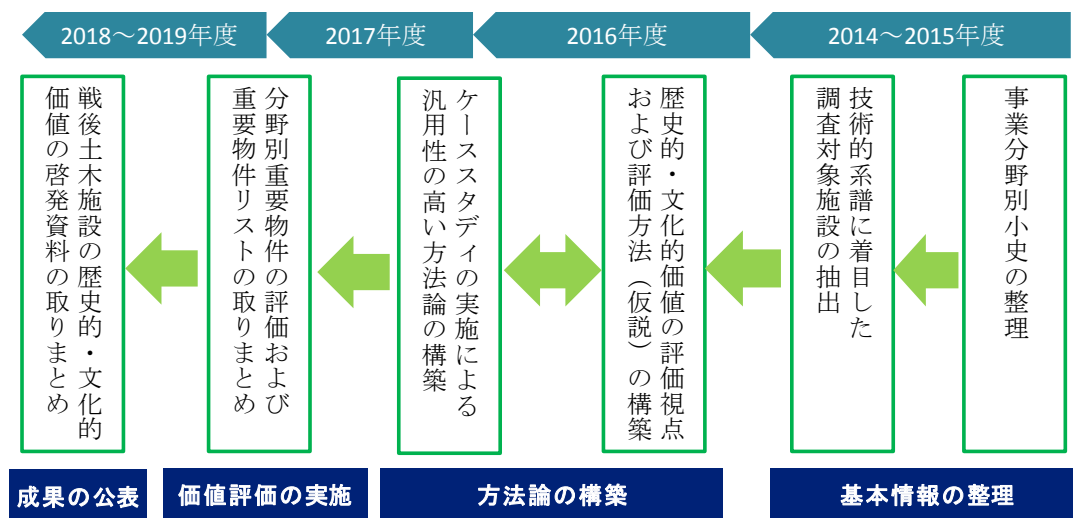 2014～2015年度
2016年度
2017年度
2018～2019年度
事業分野別小史の整理
技術的系譜に着目した
調査対象施設の抽出
歴史的・文化的価値の評価視点
および評価方法（仮説）の構築
ケーススタディの実施による
汎用性の高い方法論の構築
分野別重要物件の評価および
重要物件リストの取りまとめ
戦後土木施設の歴史的・文化的
価値の啓発資料の取りまとめ
基本情報の整理
方法論の構築
価値評価の実施
成果の公表